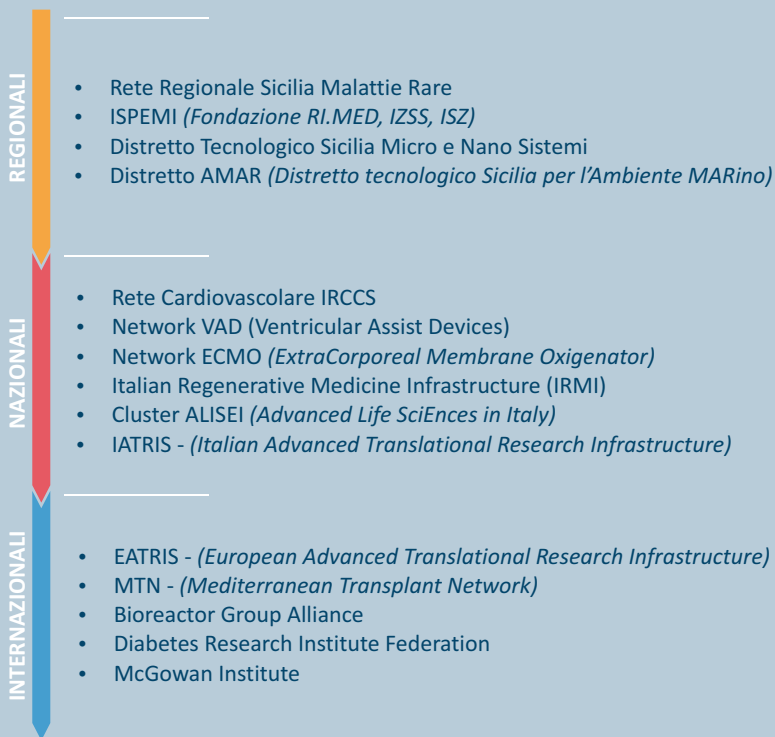 REGIONALI
• Rete Regionale Sicilia Malattie Rare
• ISPEMI (Fondazione RI.MED, IZSS, ISZ)
• Distretto Tecnologico Sicilia Micro e Nano Sistemi
• Distretto AMAR (Distretto tecnologico Sicilia per l'Ambiente MARino)
NAZIONALI
• Rete Cardiovascolare IRCCS
• Network VAD (Ventricular Assist Devices)
• Network ECMO (ExtraCorporeal Membrane Oxigenator)
• Italian Regenerative Medicine Infrastructure (IRMI)
• Cluster ALISEI (Advanced Life SciEnces in Italy)
• IATRIS - (Italian Advanced Translational Research Infrastructure)
INTERNAZIONALI
• EATRIS - (European Advanced Translational Research Infrastructure)
• MTN - (Mediterranean Transplant Network)
• Bioreactor Group Alliance
• Diabetes Research Institute Federation
• McGowan Institute